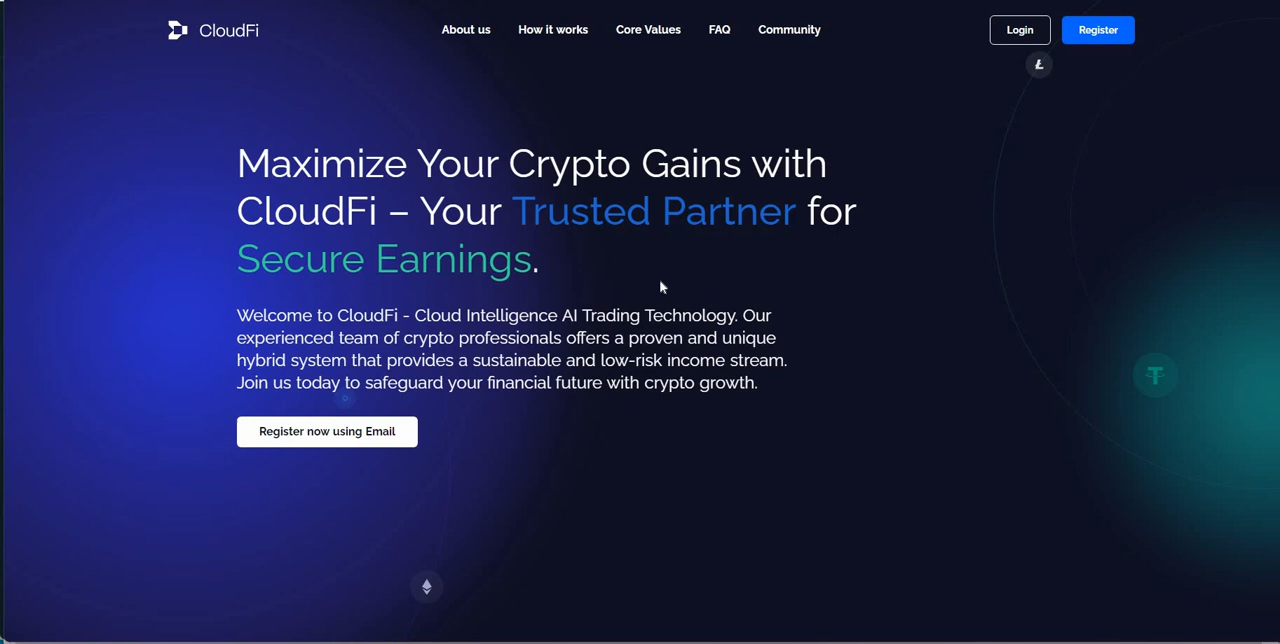 CloudFi
About us How it works Core Values FAQ Community
Login Register
Maximize Your Crypto Gains with
CloudFi – Your Trusted Partner for
Secure Earnings.
Welcome to CloudFi - Cloud Intelligence AI Trading Technology. Our
experienced team of crypto professionals offers a proven and unique
hybrid system that provides a sustainable and low-risk income stream.
Join us today to safeguard your financial future with crypto growth.
Register now using Email